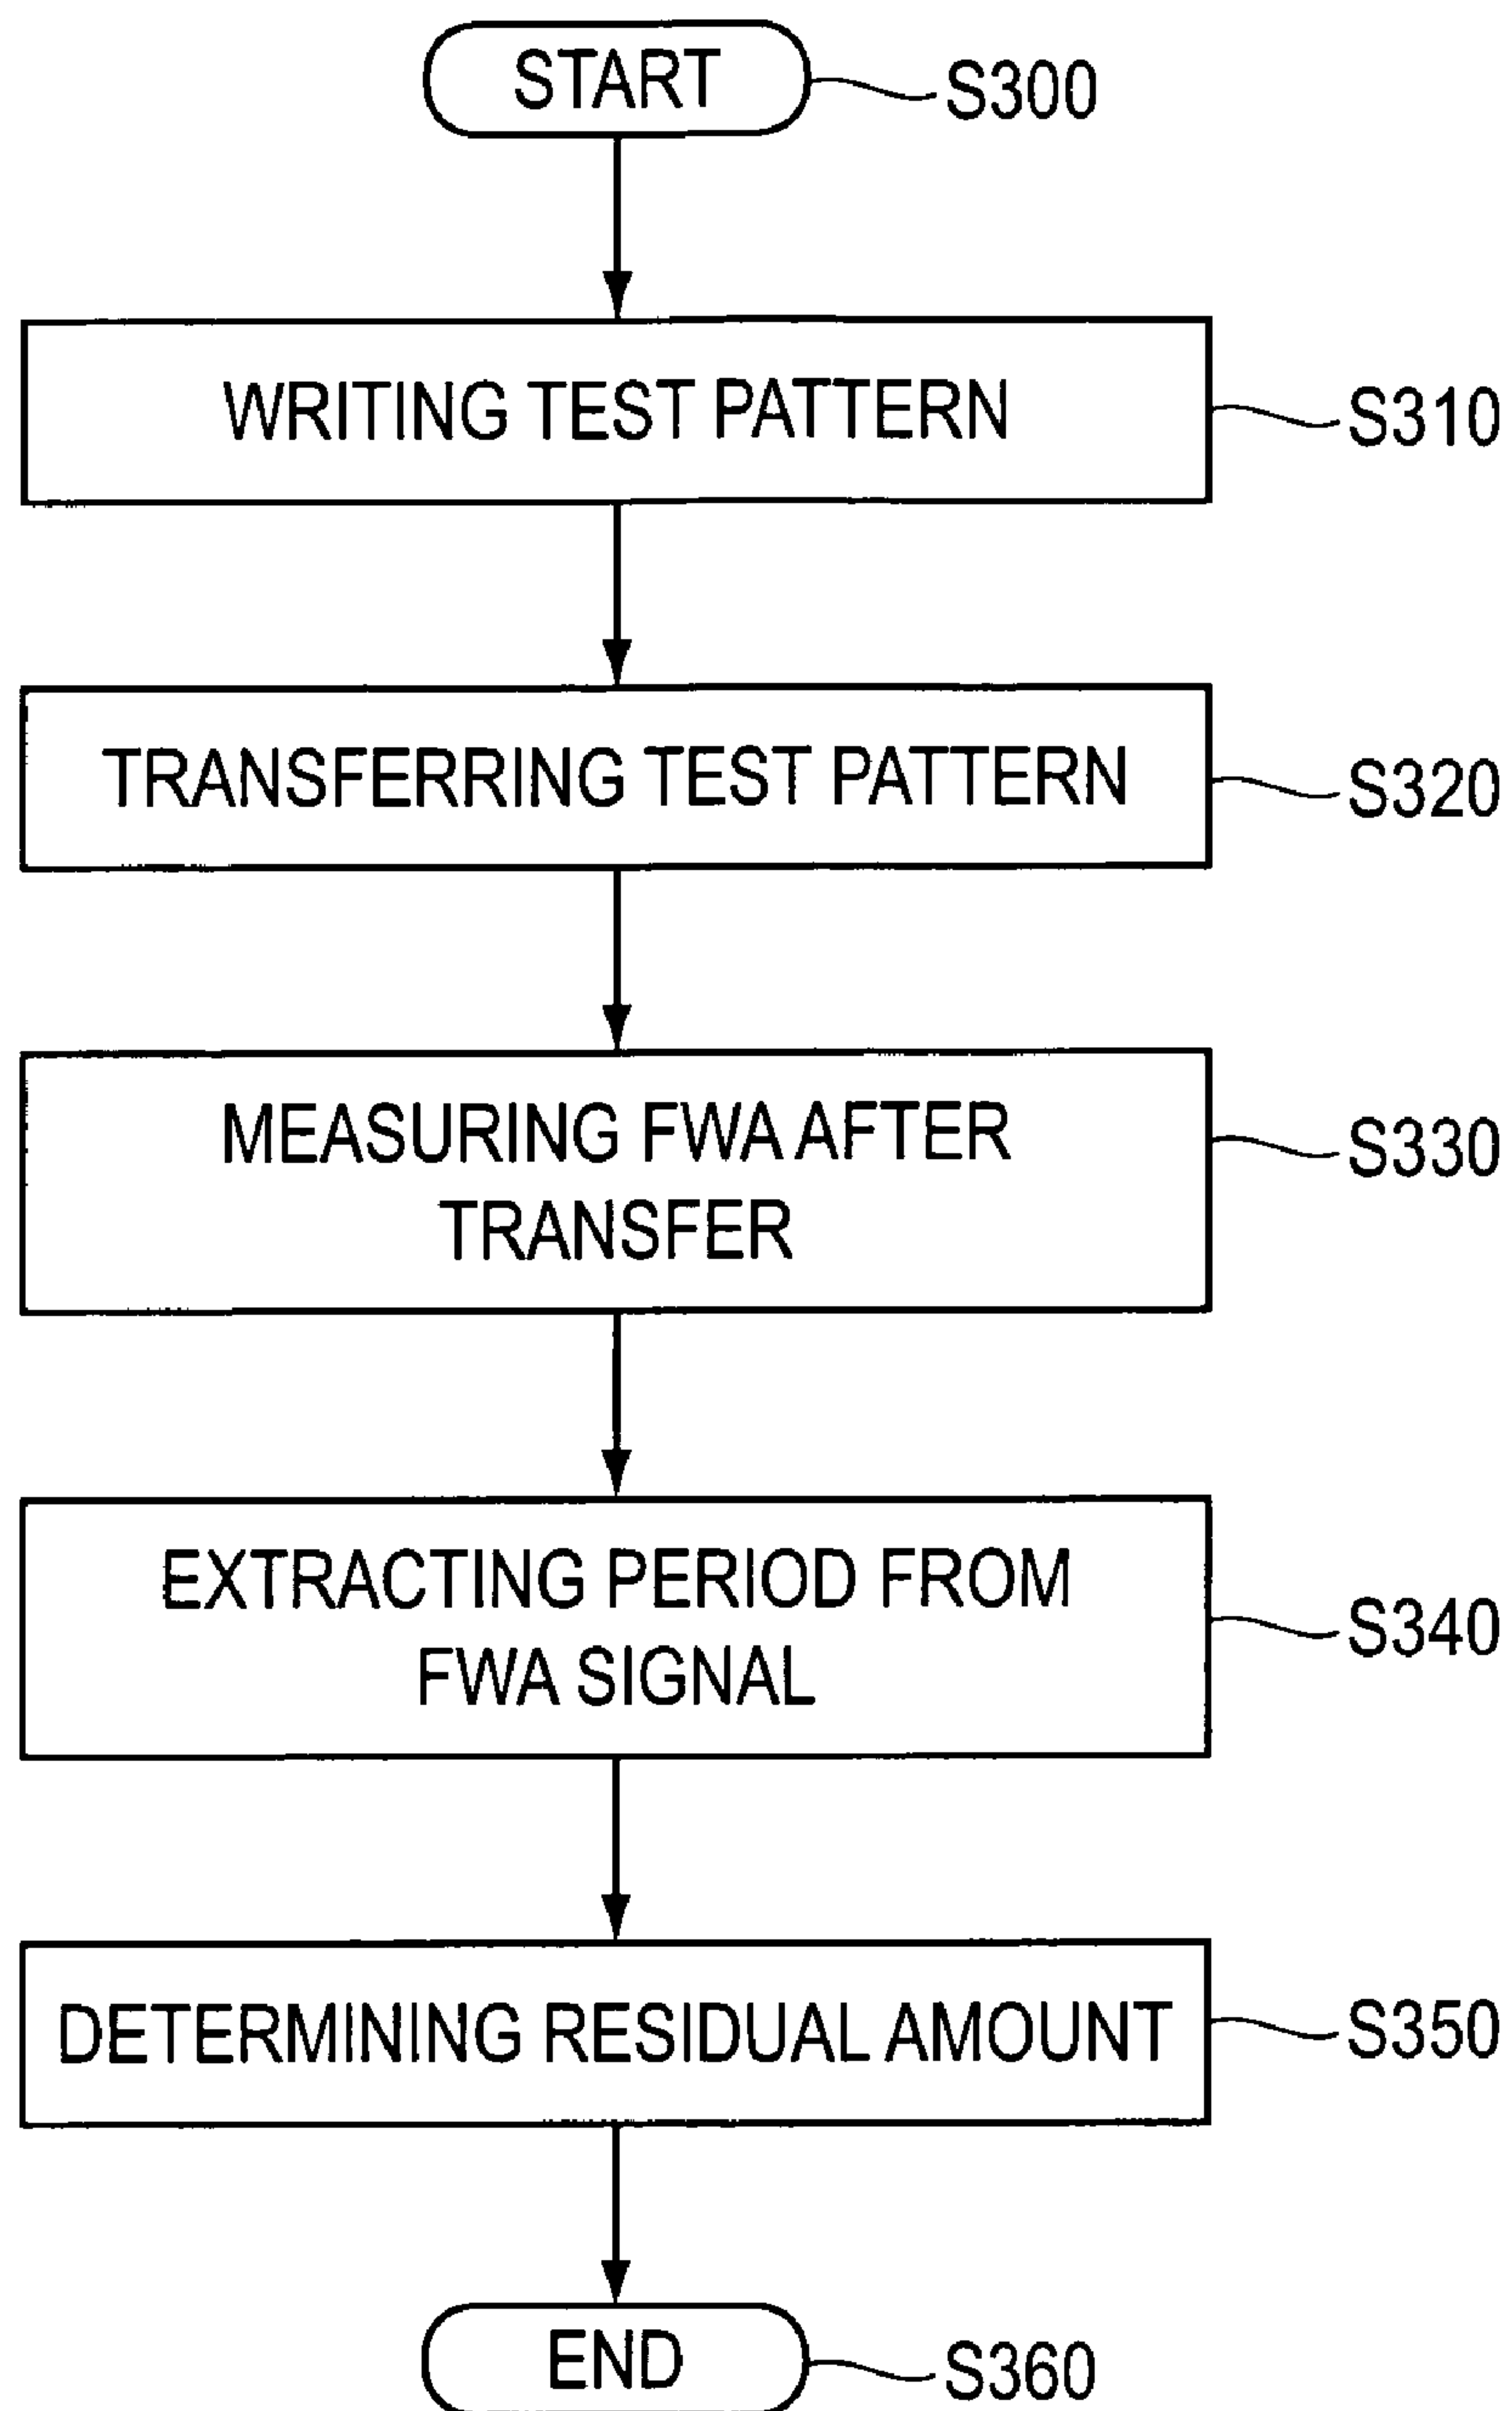 START
S300
WRITING TEST PATTERN
S310
TRANSFERRING TEST PATTERN
S320
MEASURING FWA AFTER
TRANSFER
S330
EXTRACTING PERIOD FROM
FWA SIGNAL
S340
DETERMINING RESIDUAL AMOUNT
S350
END
S360